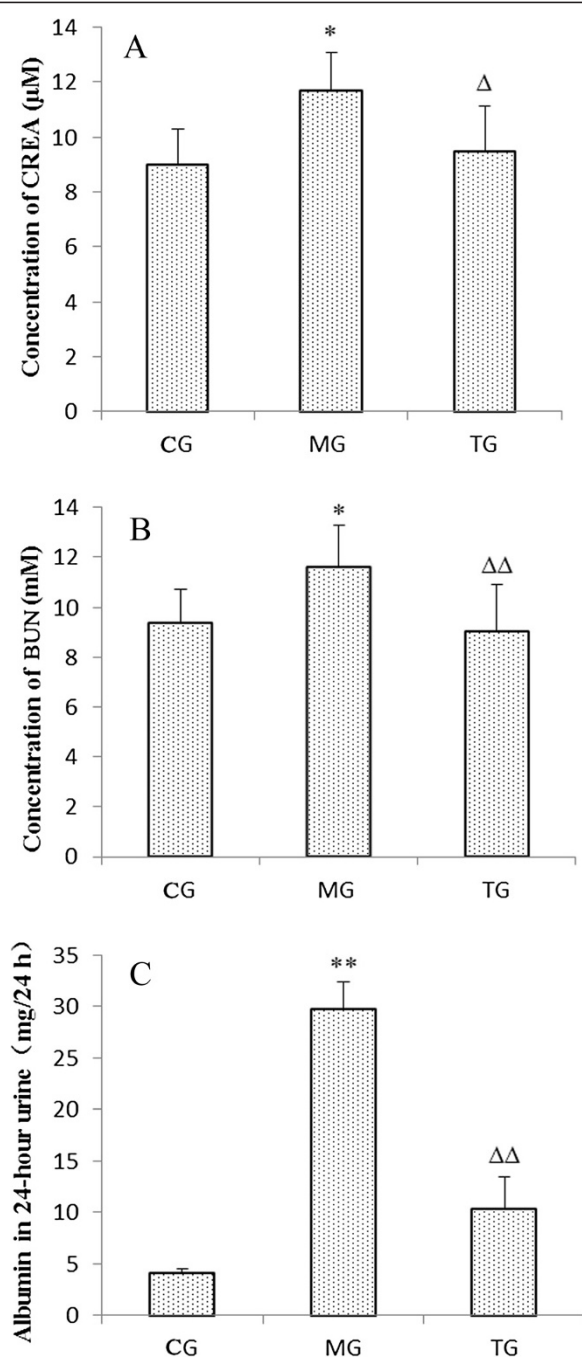 A
Concentration of CREA (μM)
14
12
10
8
6
4
2
0
*
Δ
CG MG TG
B
Concentration of BUN (mM)
14
12
10
8
6
4
2
0
*
ΔΔ
CG MG TG
C
Albumin in 24-hour urine（mg/24 h）
35
30
25
20
15
10
5
0
**
ΔΔ
CG MG TG